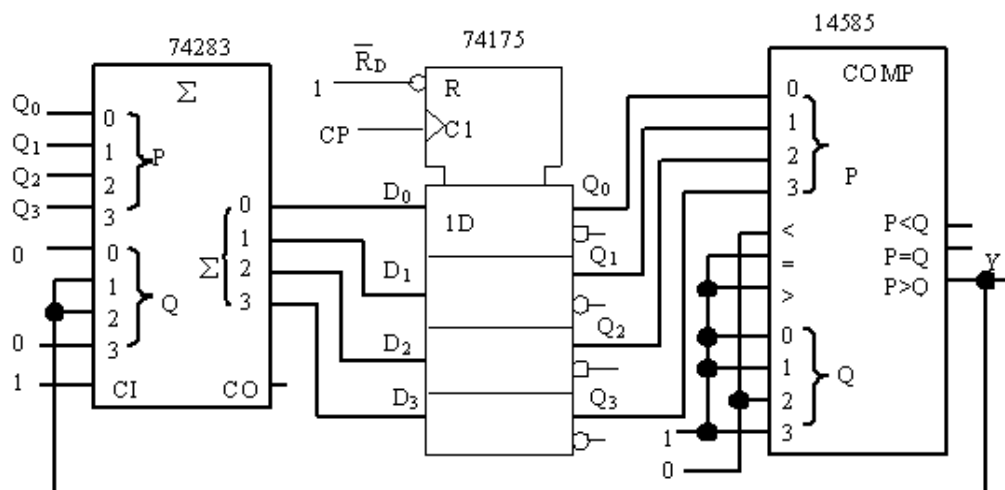 74283
Σ
Q₀
Q₁
Q₂
Q₃
0
1
2
3
P
0
0
1
2
3
Q
0
1
CI
CO
Σ
0
1
2
3
74175
R̅_D
1
R
CP
C1
D₀
D₁
D₂
D₃
1D
Q₀
Q₁
Q₂
Q₃
14585
COMP
0
1
2
3
P
<
=
>
0
1
2
3
Q
1
0
P<Q
P=Q
P>Q
Y